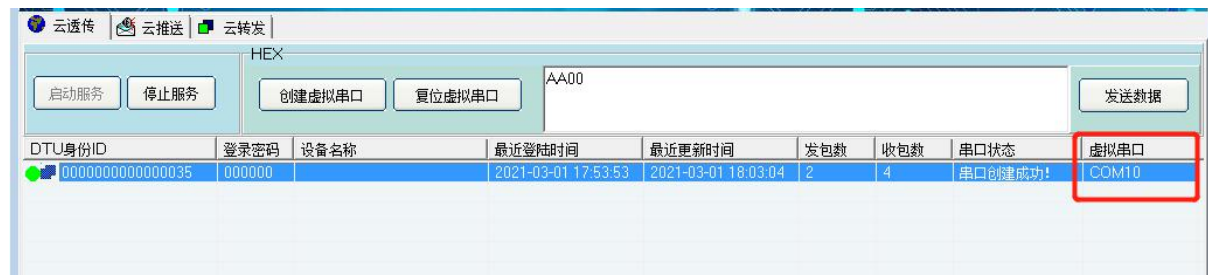 云透传 云推送 云转发
HEX
启动服务 停止服务 创建虚拟串口 复位虚拟串口 AA00 发送数据
DTU身份ID 登录密码 设备名称 最近登陆时间 最近更新时间 发包数 收包数 串口状态 虚拟串口
0000000000000035 000000 2021-03-01 17:53:53 2021-03-01 18:03:04 2 4 串口创建成功! COM10